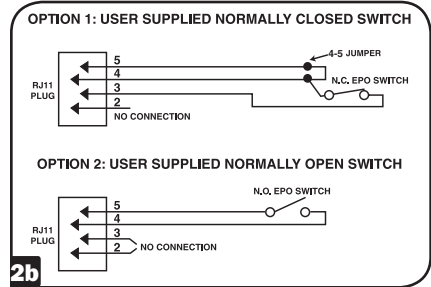 OPTION 1: USER SUPPLIED NORMALLY CLOSED SWITCH
4-5 JUMPER
5
4
N.C. EPO SWITCH
3
RJ11
PLUG
2
NO CONNECTION
OPTION 2: USER SUPPLIED NORMALLY OPEN SWITCH
N.O. EPO SWITCH
5
4
RJ11
PLUG
3
NO CONNECTION
2
2b